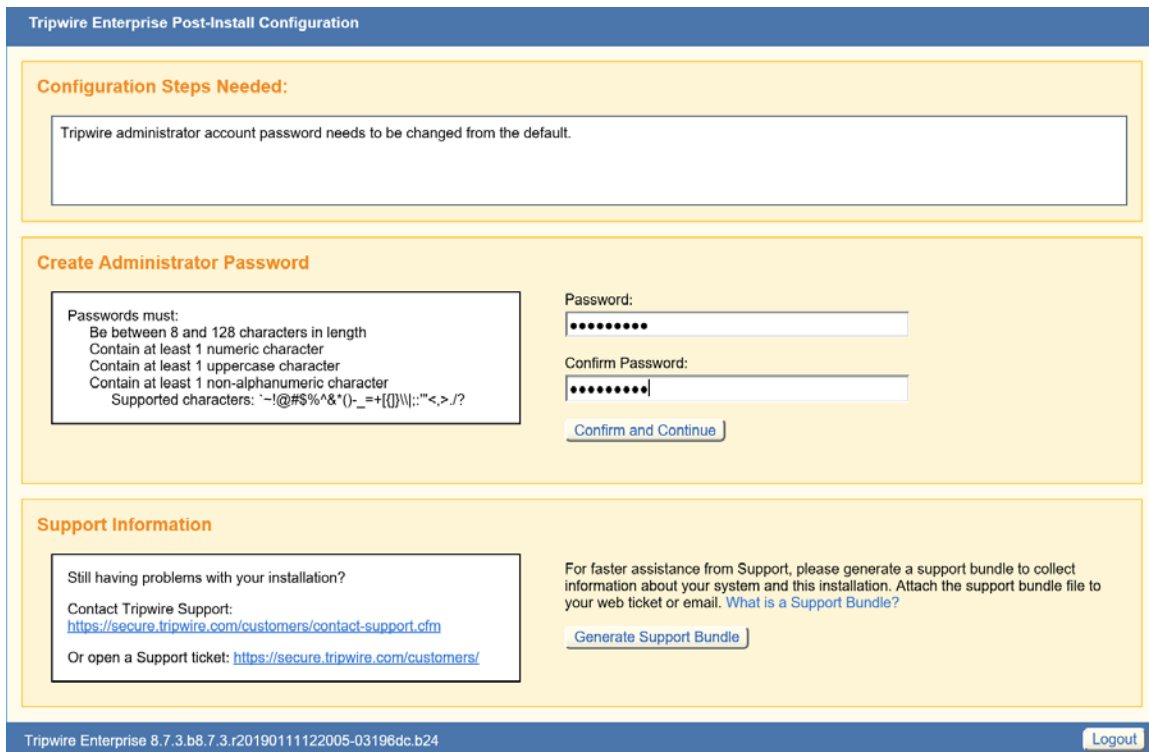 Tripwire Enterprise Post-Install Configuration
Configuration Steps Needed:
Tripwire administrator account password needs to be changed from the default.
Create Administrator Password
Passwords must:
Be between 8 and 128 characters in length
Contain at least 1 numeric character
Contain at least 1 uppercase character
Contain at least 1 non-alphanumeric character
Supported characters: `~!@#$%^&*()-_=+[{]}\\|;:'"<,>./?
Password:
●●●●●●●●●
Confirm Password:
●●●●●●●●●
Confirm and Continue
Support Information
Still having problems with your installation?
Contact Tripwire Support:
https://secure.tripwire.com/customers/contact-support.cfm
Or open a Support ticket: https://secure.tripwire.com/customers/
For faster assistance from Support, please generate a support bundle to collect
information about your system and this installation. Attach the support bundle file to
your web ticket or email. What is a Support Bundle?
Generate Support Bundle
Tripwire Enterprise 8.7.3.b8.7.3.r20190111122005-03196dc.b24
Logout